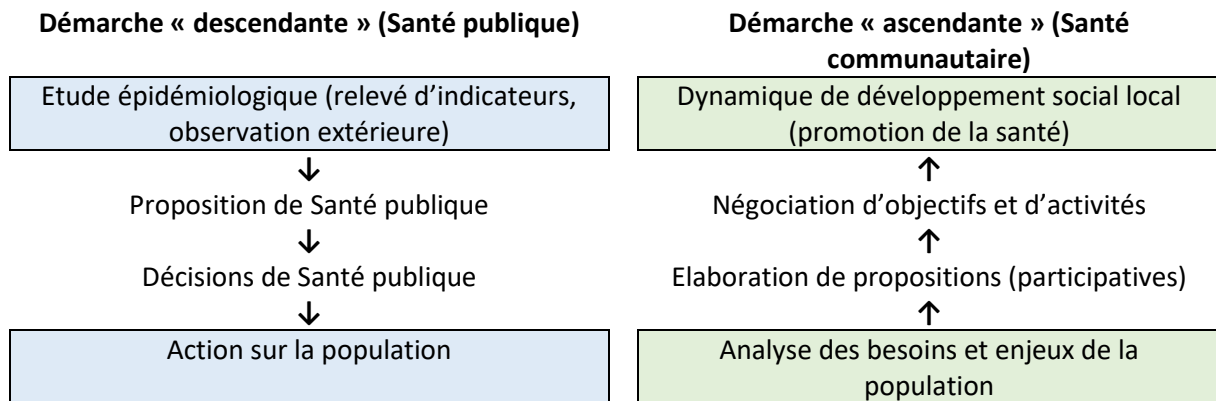 Démarche « descendante » (Santé publique)
Etude épidémiologique (relevé d’indicateurs,
observation extérieure)
↓
Proposition de Santé publique
↓
Décisions de Santé publique
↓
Action sur la population
Démarche « ascendante » (Santé
communautaire)
Dynamique de développement social local
(promotion de la santé)
↑
Négociation d’objectifs et d’activités
↑
Elaboration de propositions (participatives)
↑
Analyse des besoins et enjeux de la
population